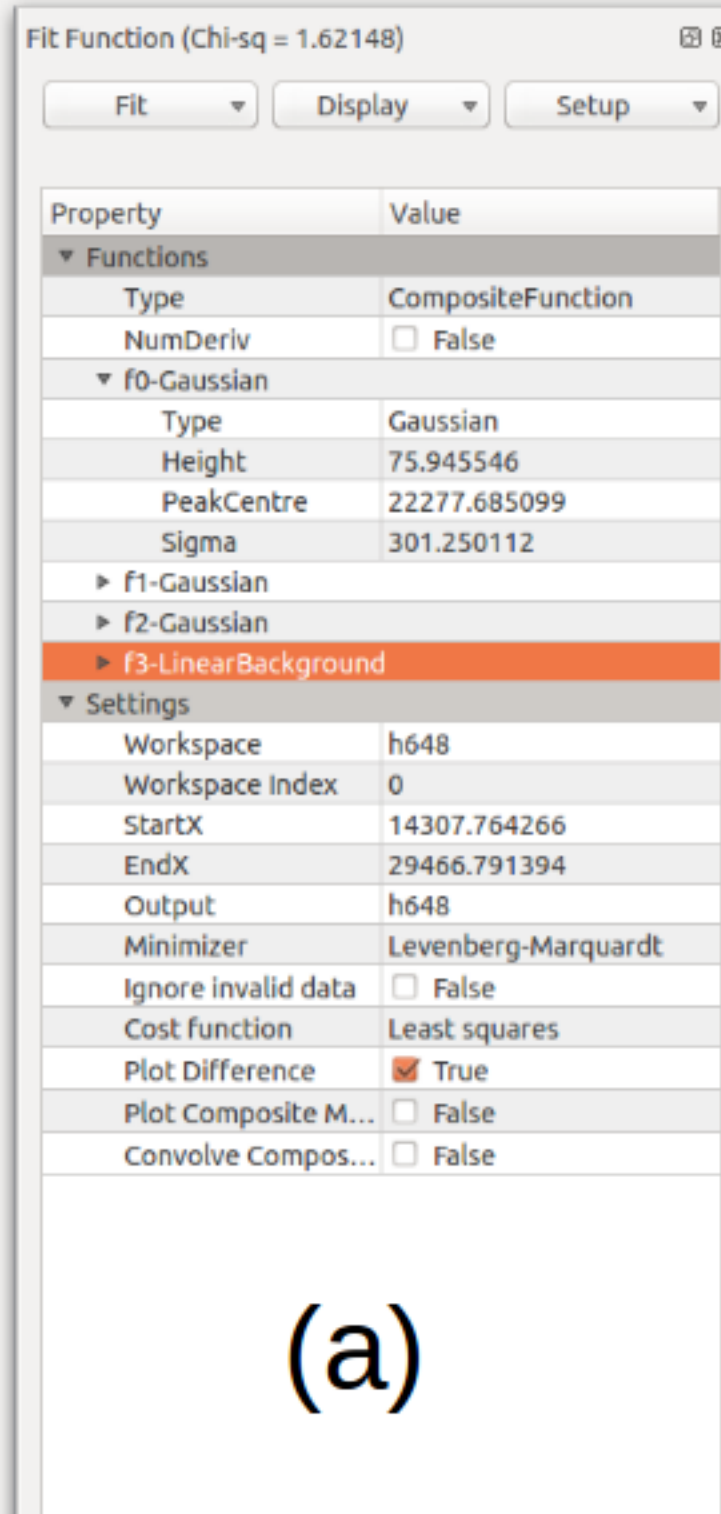 Fit Function (Chi-sq = 1.62148)
Fit Display Setup
Property Value
Functions
Type CompositeFunction
NumDeriv False
f0-Gaussian
Type Gaussian
Height 75.945546
PeakCentre 22277.685099
Sigma 301.250112
f1-Gaussian
f2-Gaussian
f3-LinearBackground
Settings
Workspace h648
Workspace Index 0
StartX 14307.764266
EndX 29466.791394
Output h648
Minimizer Levenberg-Marquardt
Ignore invalid data False
Cost function Least squares
Plot Difference True
Plot Composite M... False
Convolve Compos... False
(a)